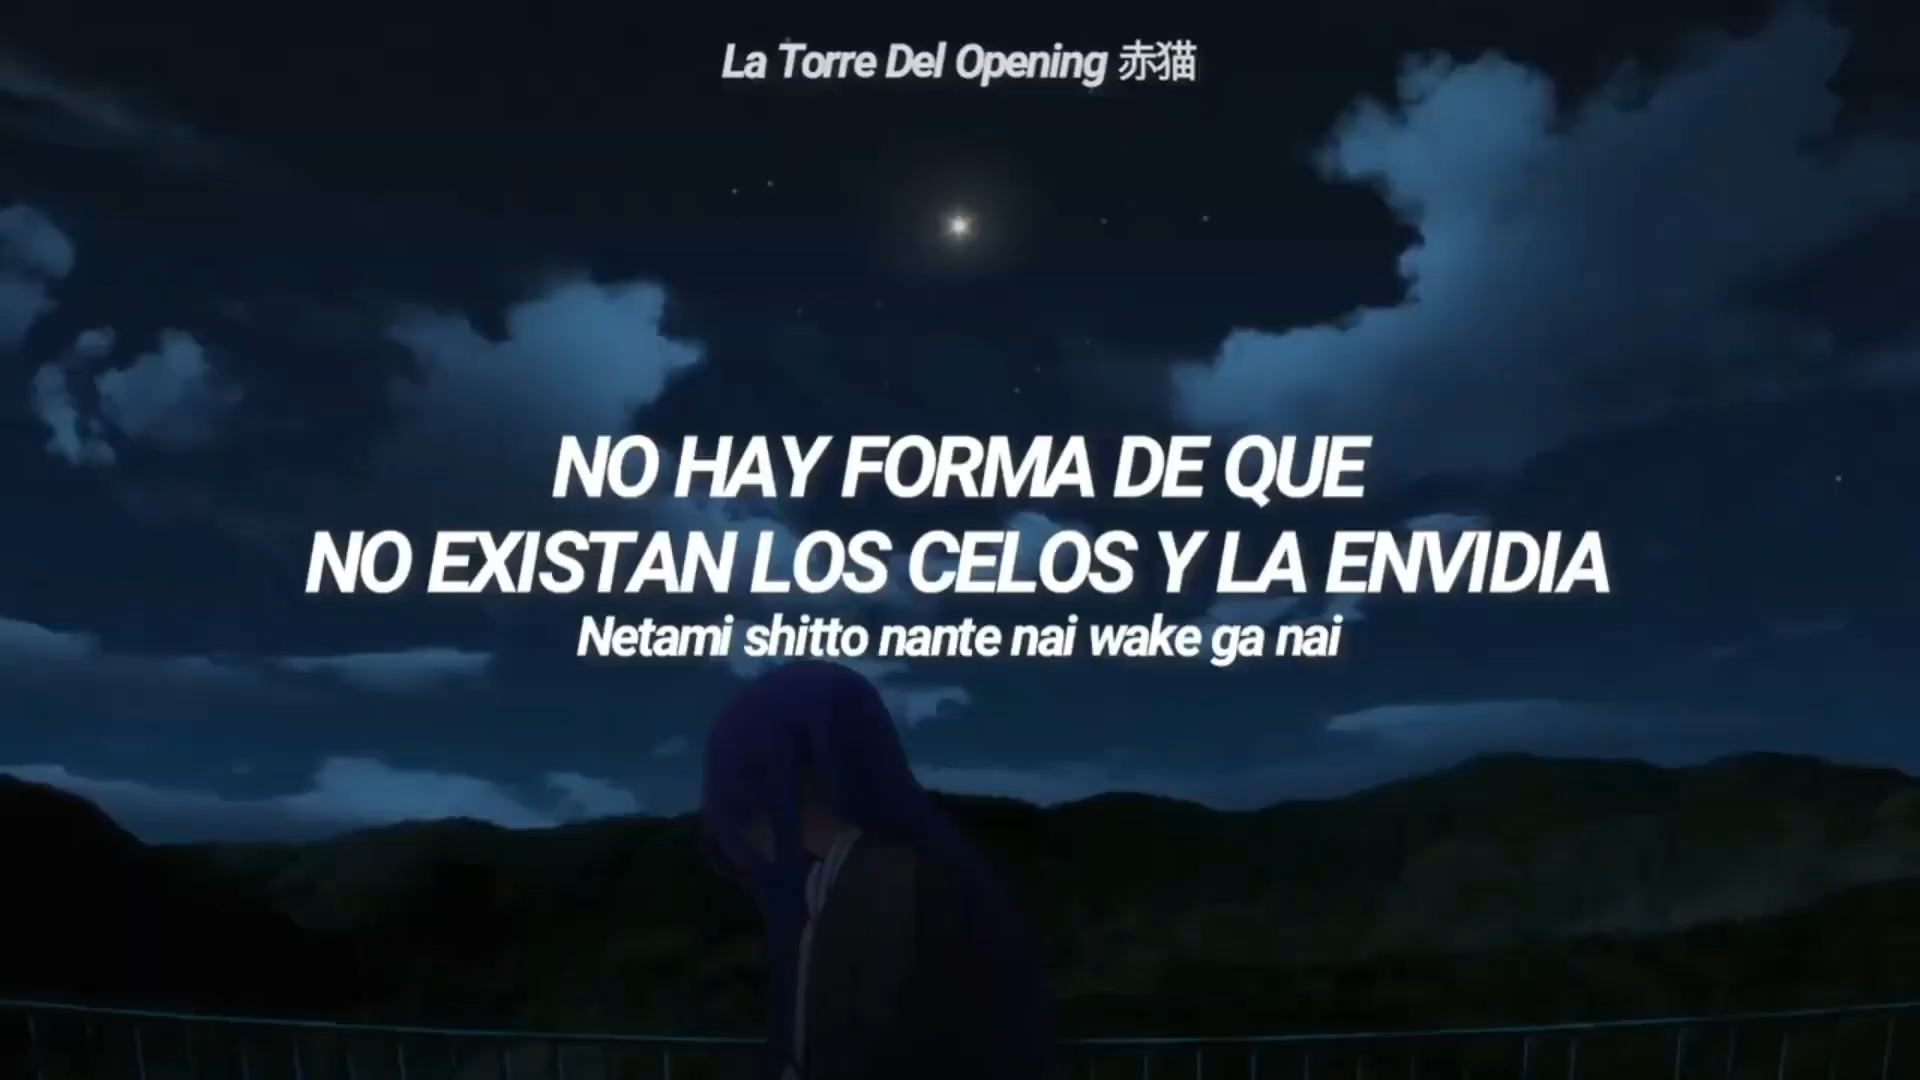 La Torre Del Opening 赤猫
NO HAY FORMA DE QUE
NO EXISTAN LOS CELOS Y LA ENVIDIA
Netami shitto nante nai wake ga nai